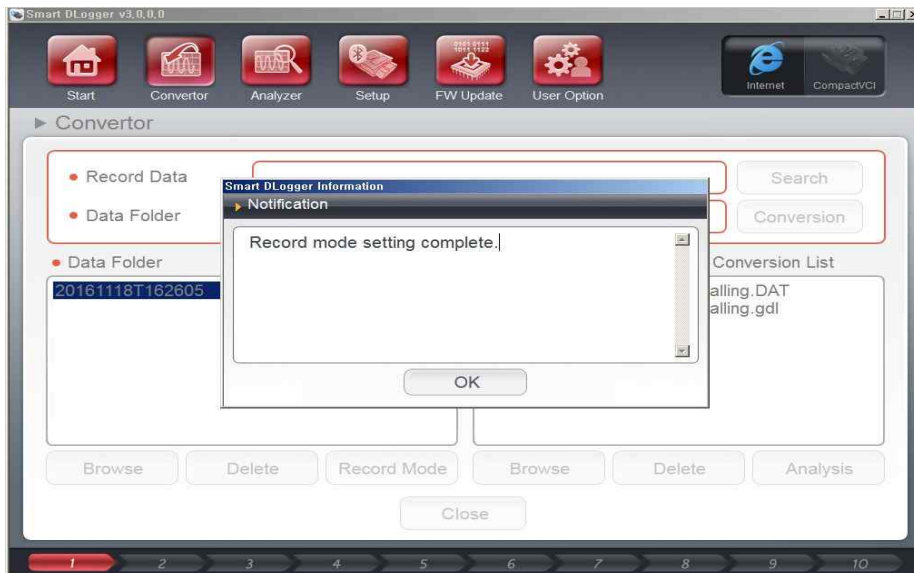 Smart DLogger v3,0,0,0
Start
Convertor
Analyzer
Setup
FW Update
User Option
Internet
CompactVCI
Convertor
Record Data
Search
Data Folder
Conversion
Smart DLogger Information
Notification
Record mode setting complete.
OK
Data Folder
Conversion List
20161118T162605
alling.DAT
alling.gdl
Browse
Delete
Record Mode
Browse
Delete
Analysis
Close
1 2 3 4 5 6 7 8 9 10